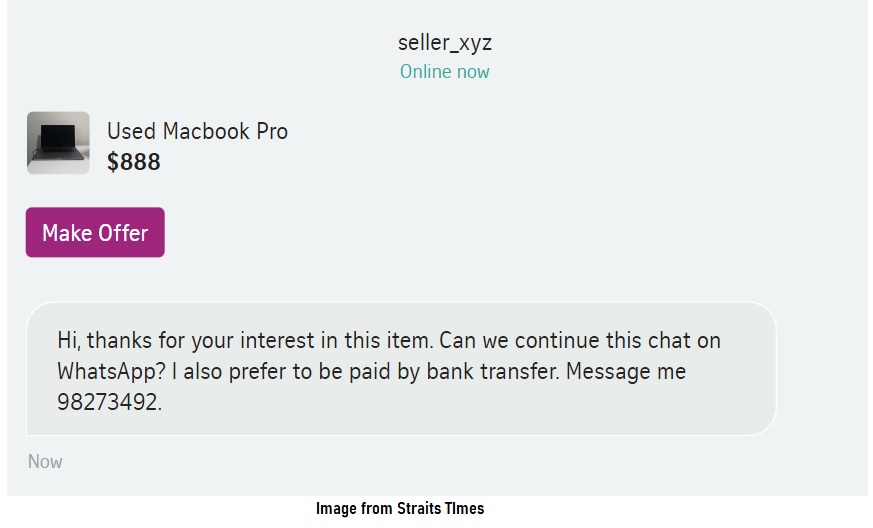 seller_xyz
Online now
Used Macbook Pro
$888
Make Offer
Hi, thanks for your interest in this item. Can we continue this chat on
WhatsApp? I also prefer to be paid by bank transfer. Message me
98273492.
Now
Image from Straits TImes